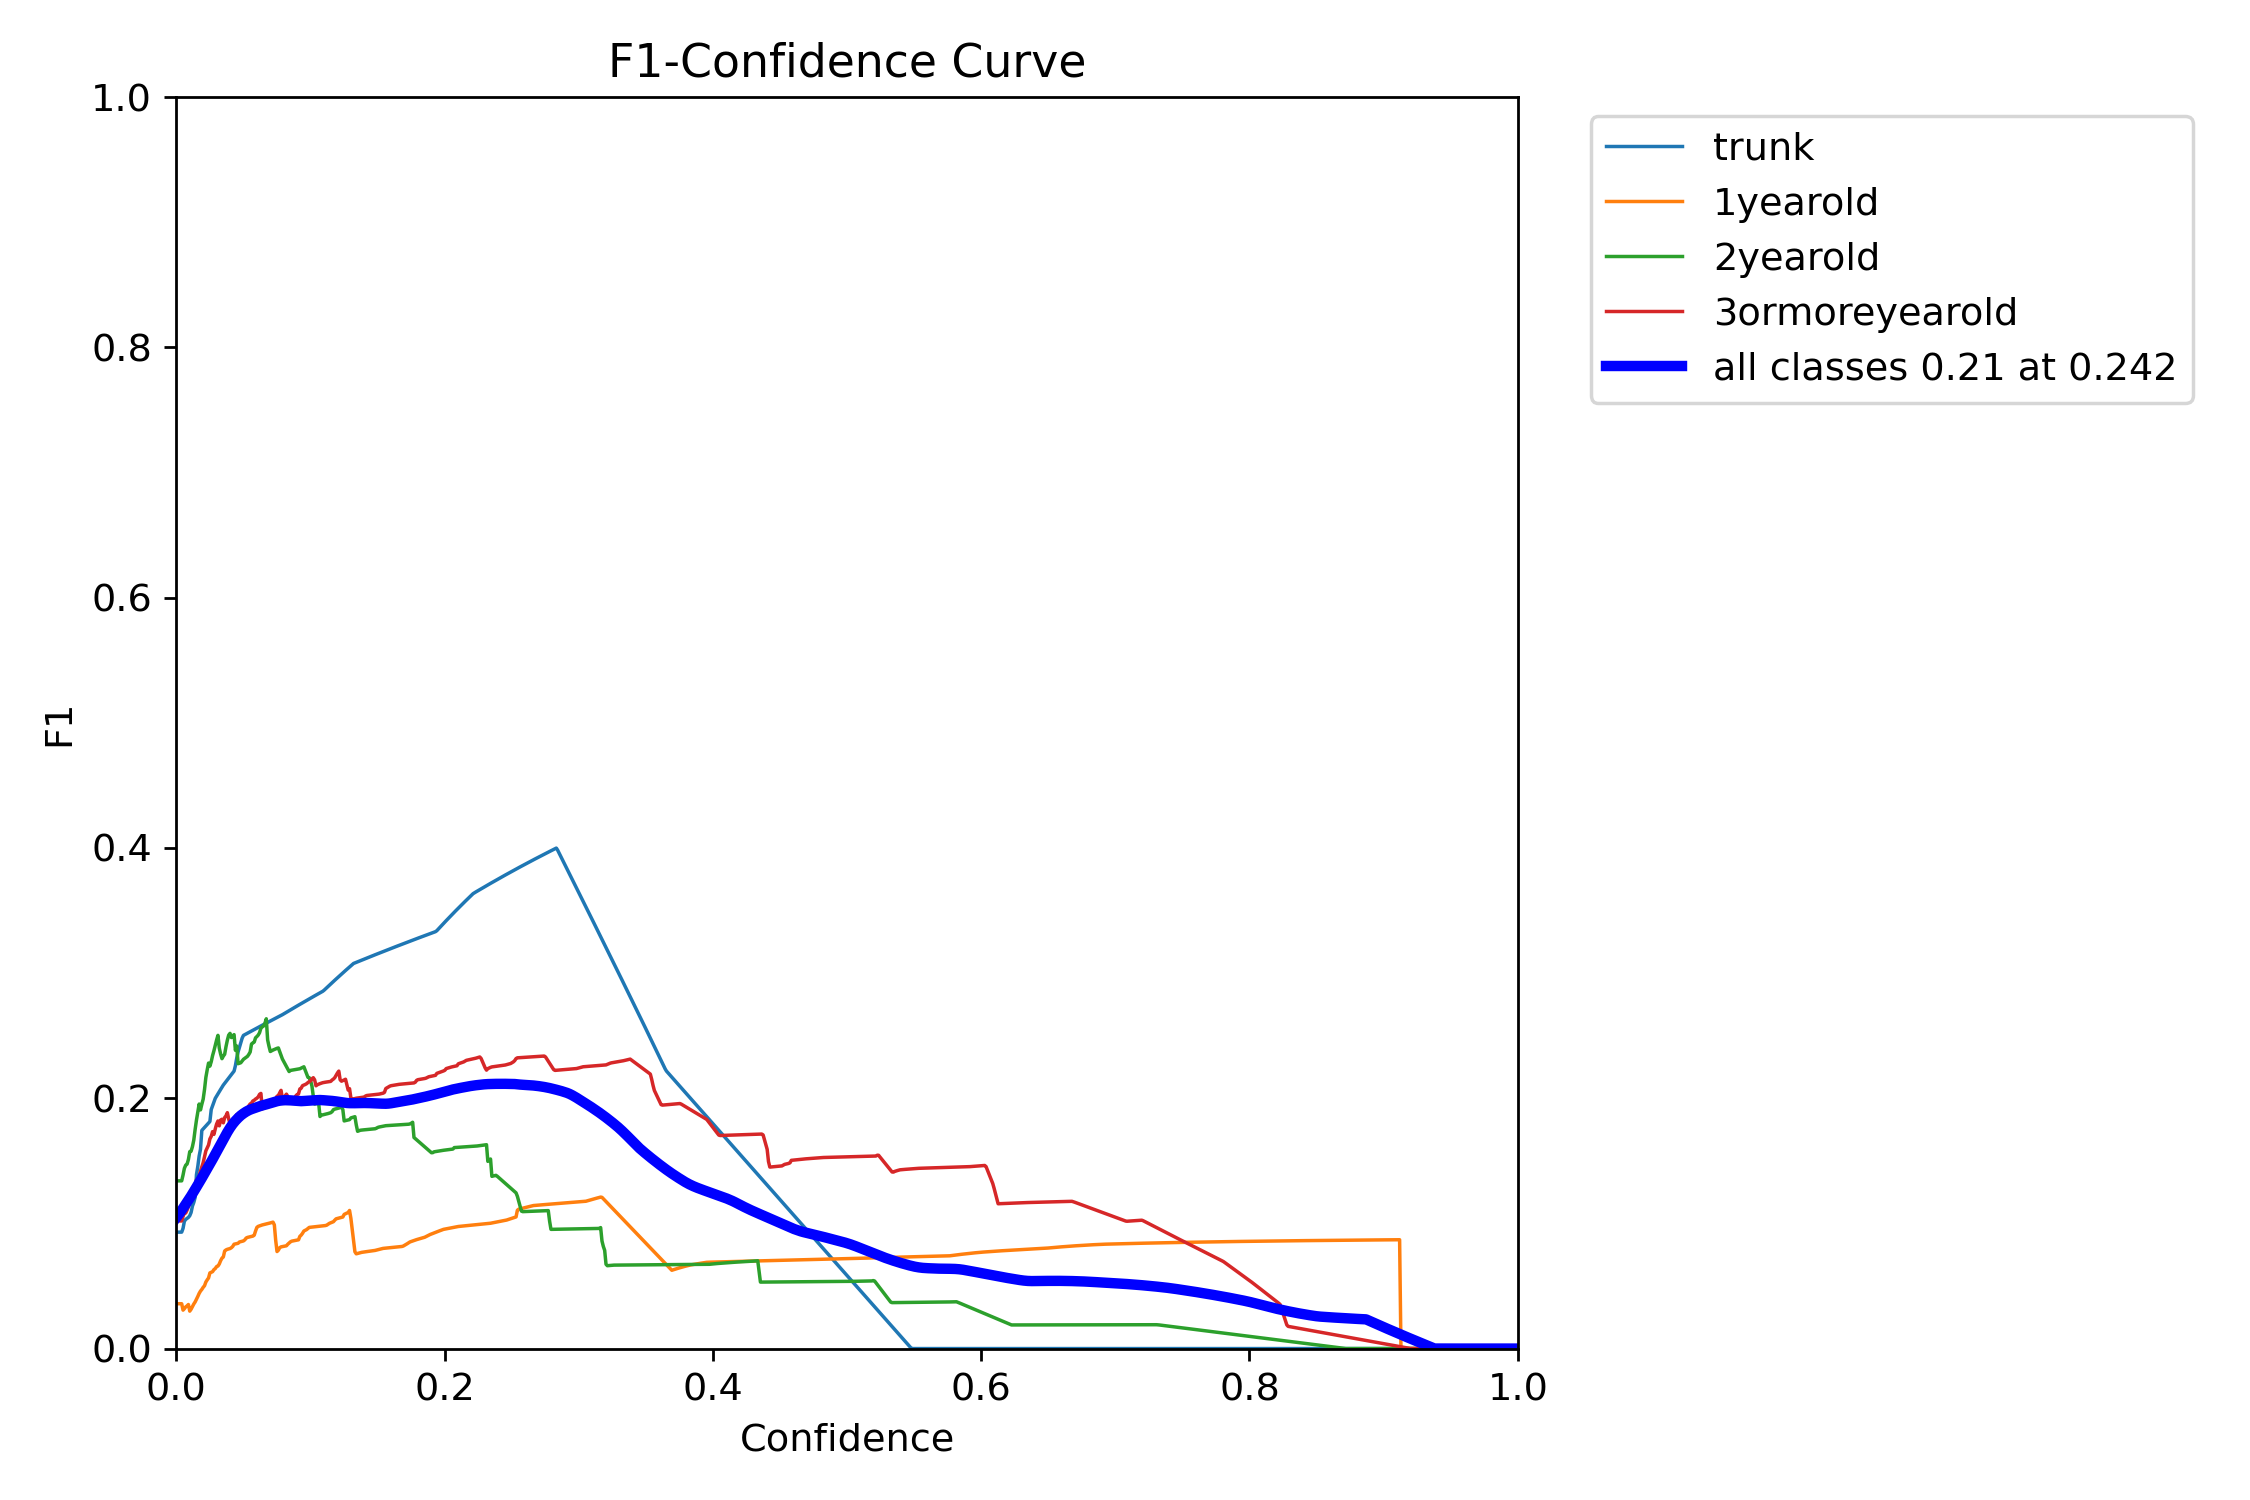 F1-Confidence Curve
1.0
0.8
0.6
0.4
0.2
0.0
F1
0.0 0.2 0.4 0.6 0.8 1.0
Confidence
trunk
1yearold
2yearold
3ormoreyearold
all classes 0.21 at 0.242